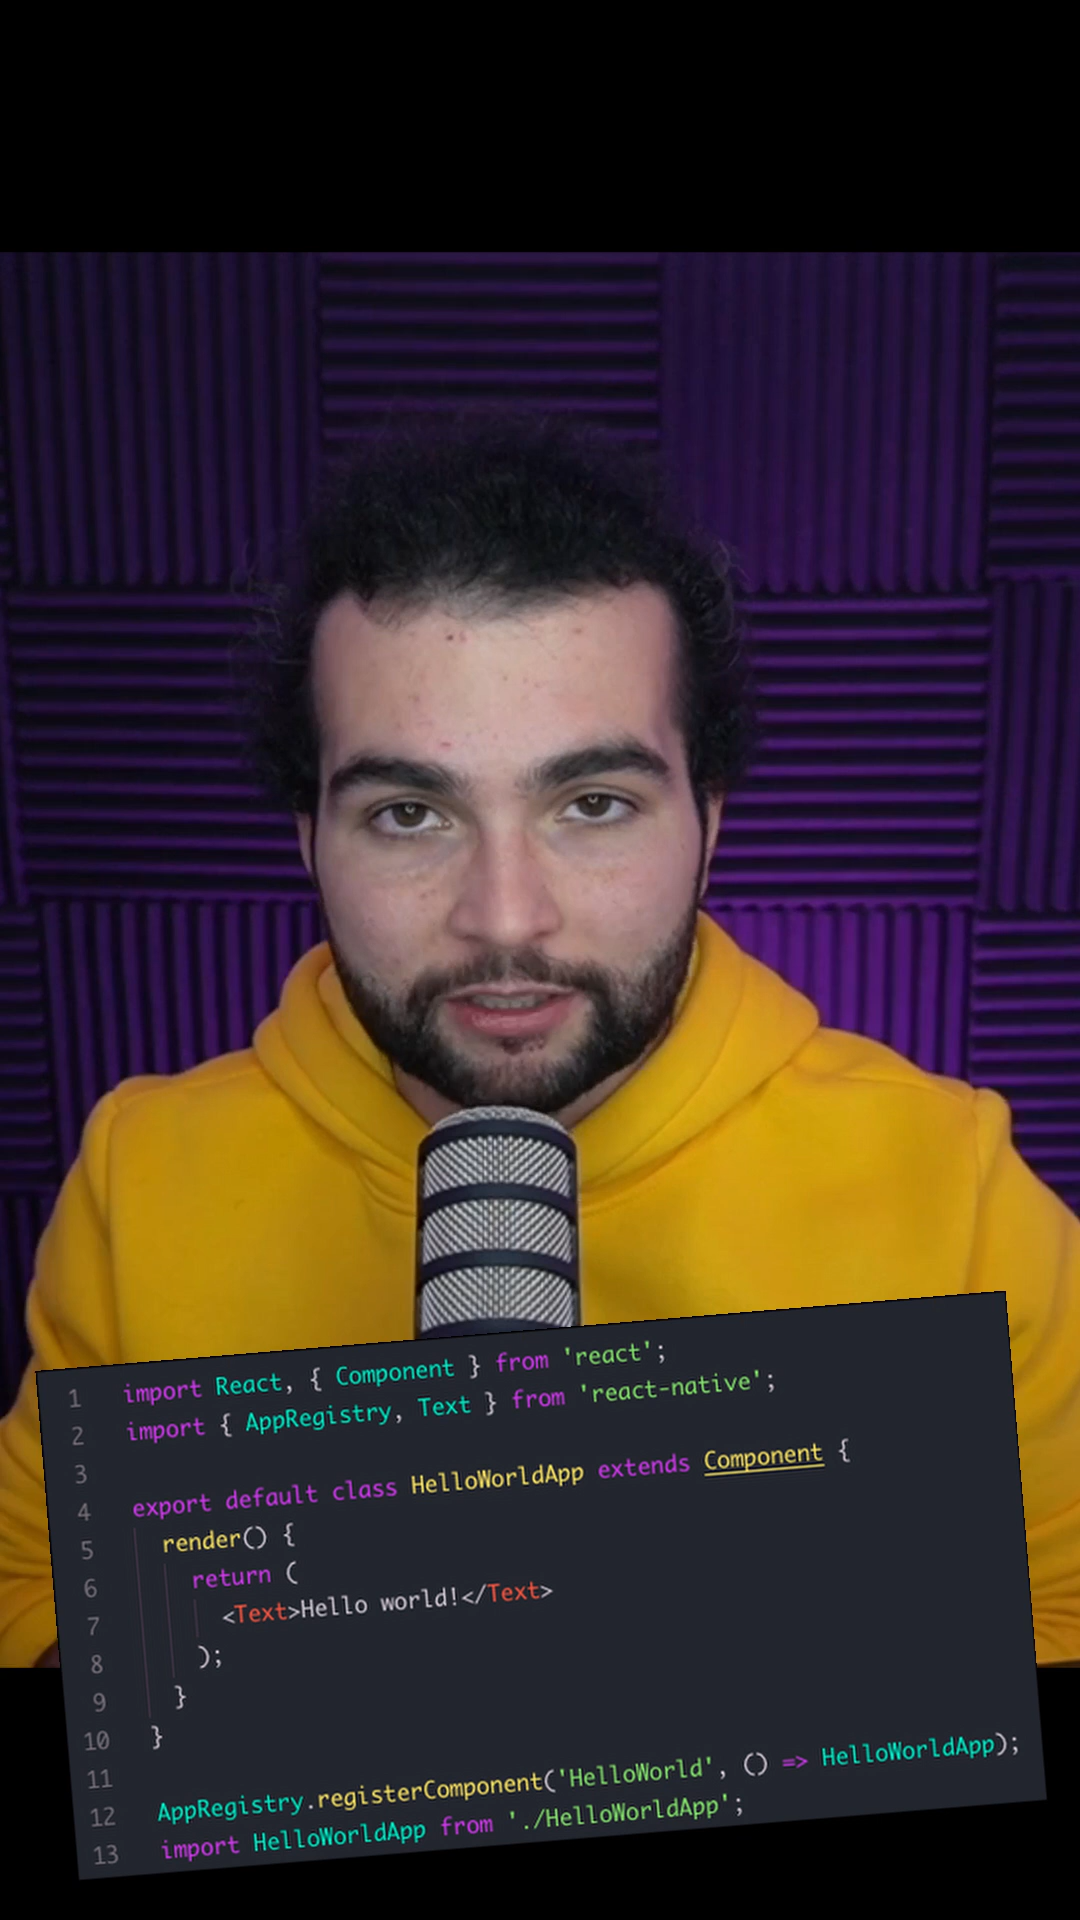 1 import React, { Component } from 'react';
2 import { AppRegistry, Text } from 'react-native';
3
4 export default class HelloWorldApp extends Component {
5 render() {
6 return (
7 <Text>Hello world!</Text>
8 );
9 }
10 }
11
12 AppRegistry.registerComponent('HelloWorld', () => HelloWorldApp);
13 import HelloWorldApp from './HelloWorldApp';